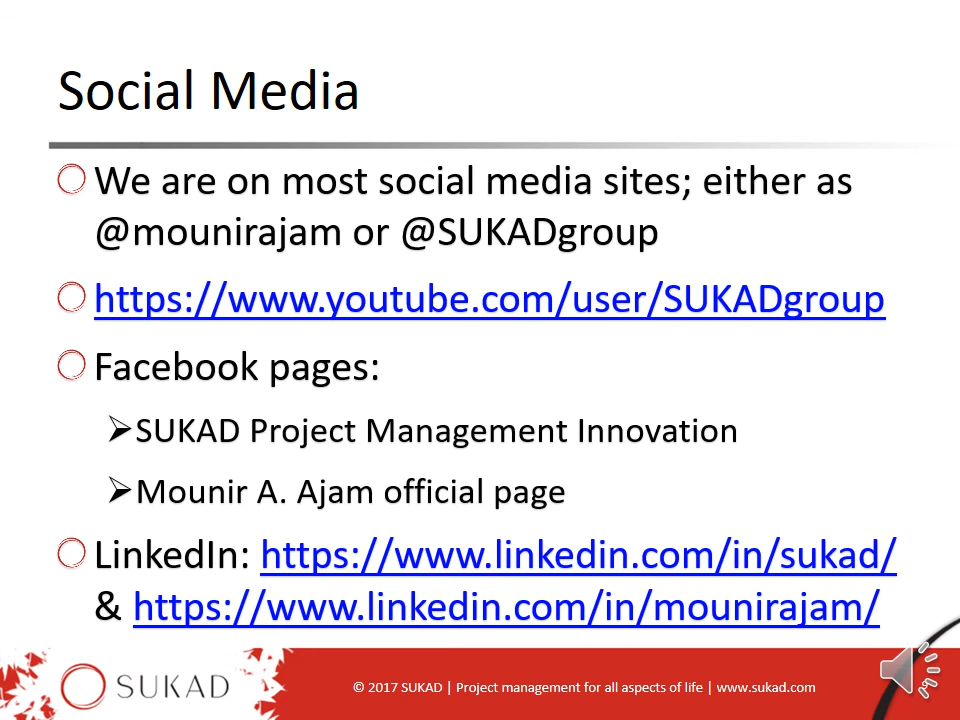 Social Media
We are on most social media sites; either as
@mounirajam or @SUKADgroup
https://www.youtube.com/user/SUKADgroup
Facebook pages:
SUKAD Project Management Innovation
Mounir A. Ajam official page
LinkedIn: https://www.linkedin.com/in/sukad/
& https://www.linkedin.com/in/mounirajam/
SUKAD
© 2017 SUKAD | Project management for all aspects of life | www.sukad.com